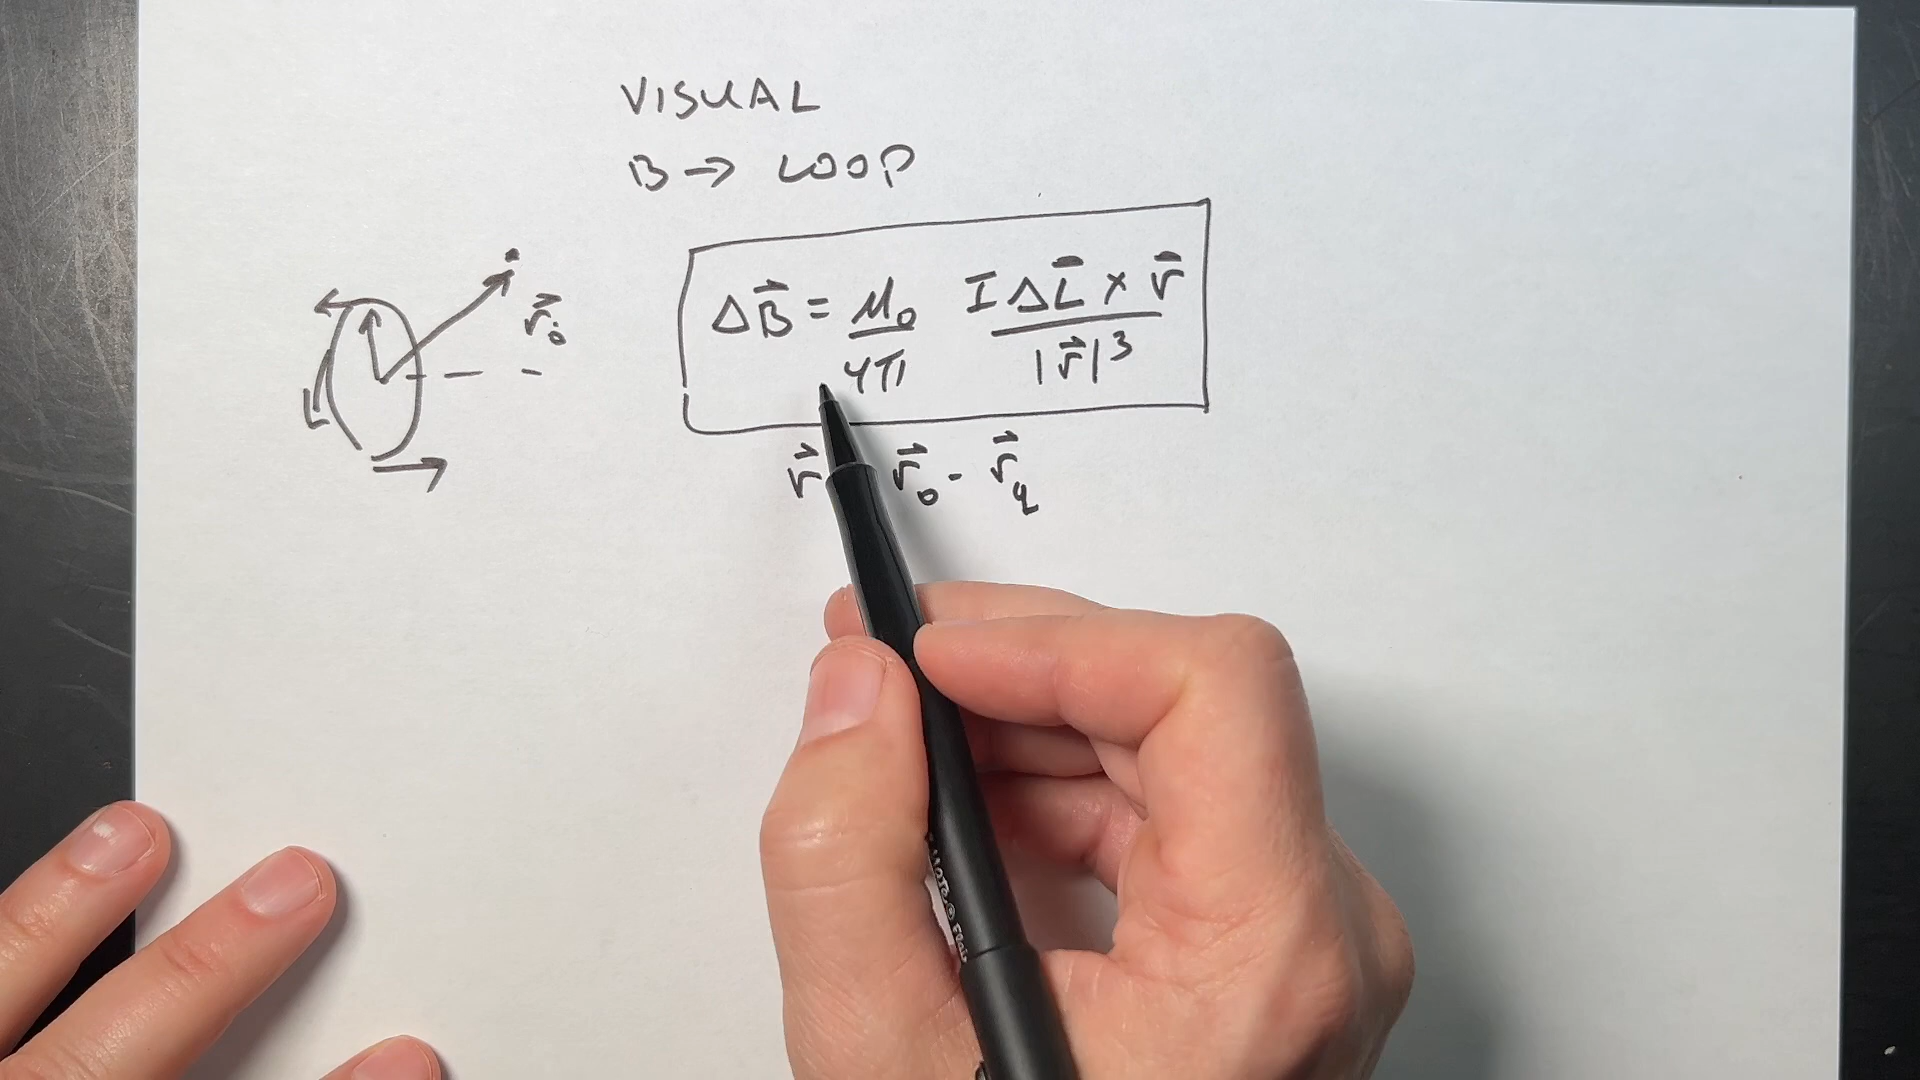 VISUAL
B → LOOP
ΔB⃗ = μ₀/4π IΔL⃗ × r⃗/|r⃗|³
r⃗₀
r⃗ r⃗₀ - r⃗q